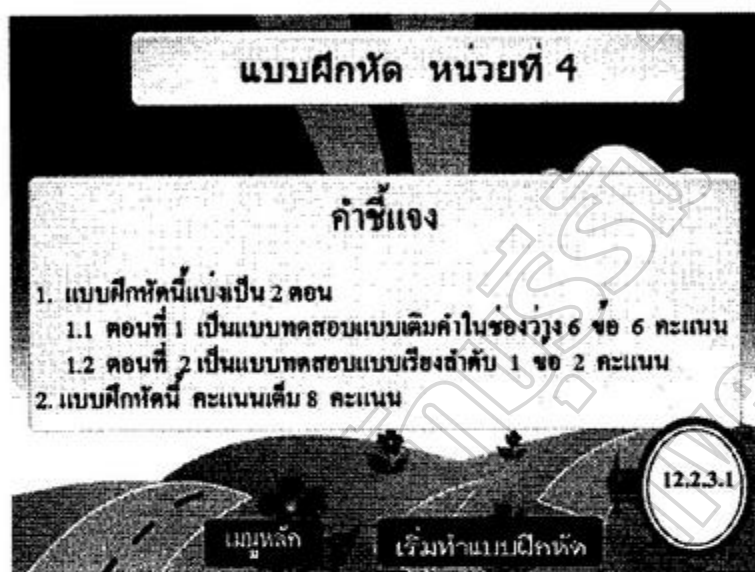 แบบฝึกหัด หน่วยที่ 4
คำชี้แจง
1. แบบฝึกหัดนี้แบ่งเป็น 2 ตอน
1.1 ตอนที่ 1 เป็นแบบทดสอบแบบเติมคำในช่องว่าง 6 ข้อ 6 คะแนน
1.2 ตอนที่ 2 เป็นแบบทดสอบแบบเรียงลำดับ 1 ข้อ 2 คะแนน
2. แบบฝึกหัดนี้ คะแนนเต็ม 8 คะแนน
12.2.3.1
เมนูหลัก
เริ่มทำแบบฝึกหัด